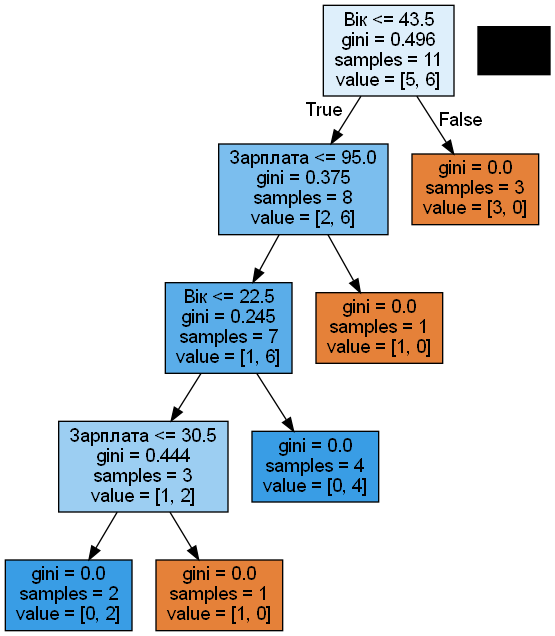 Вік <= 43.5
gini = 0.496
samples = 11
value = [5, 6]
True
False
Зарплата <= 95.0
gini = 0.375
samples = 8
value = [2, 6]
gini = 0.0
samples = 3
value = [3, 0]
Вік <= 22.5
gini = 0.245
samples = 7
value = [1, 6]
gini = 0.0
samples = 1
value = [1, 0]
Зарплата <= 30.5
gini = 0.444
samples = 3
value = [1, 2]
gini = 0.0
samples = 4
value = [0, 4]
gini = 0.0
samples = 2
value = [0, 2]
gini = 0.0
samples = 1
value = [1, 0]